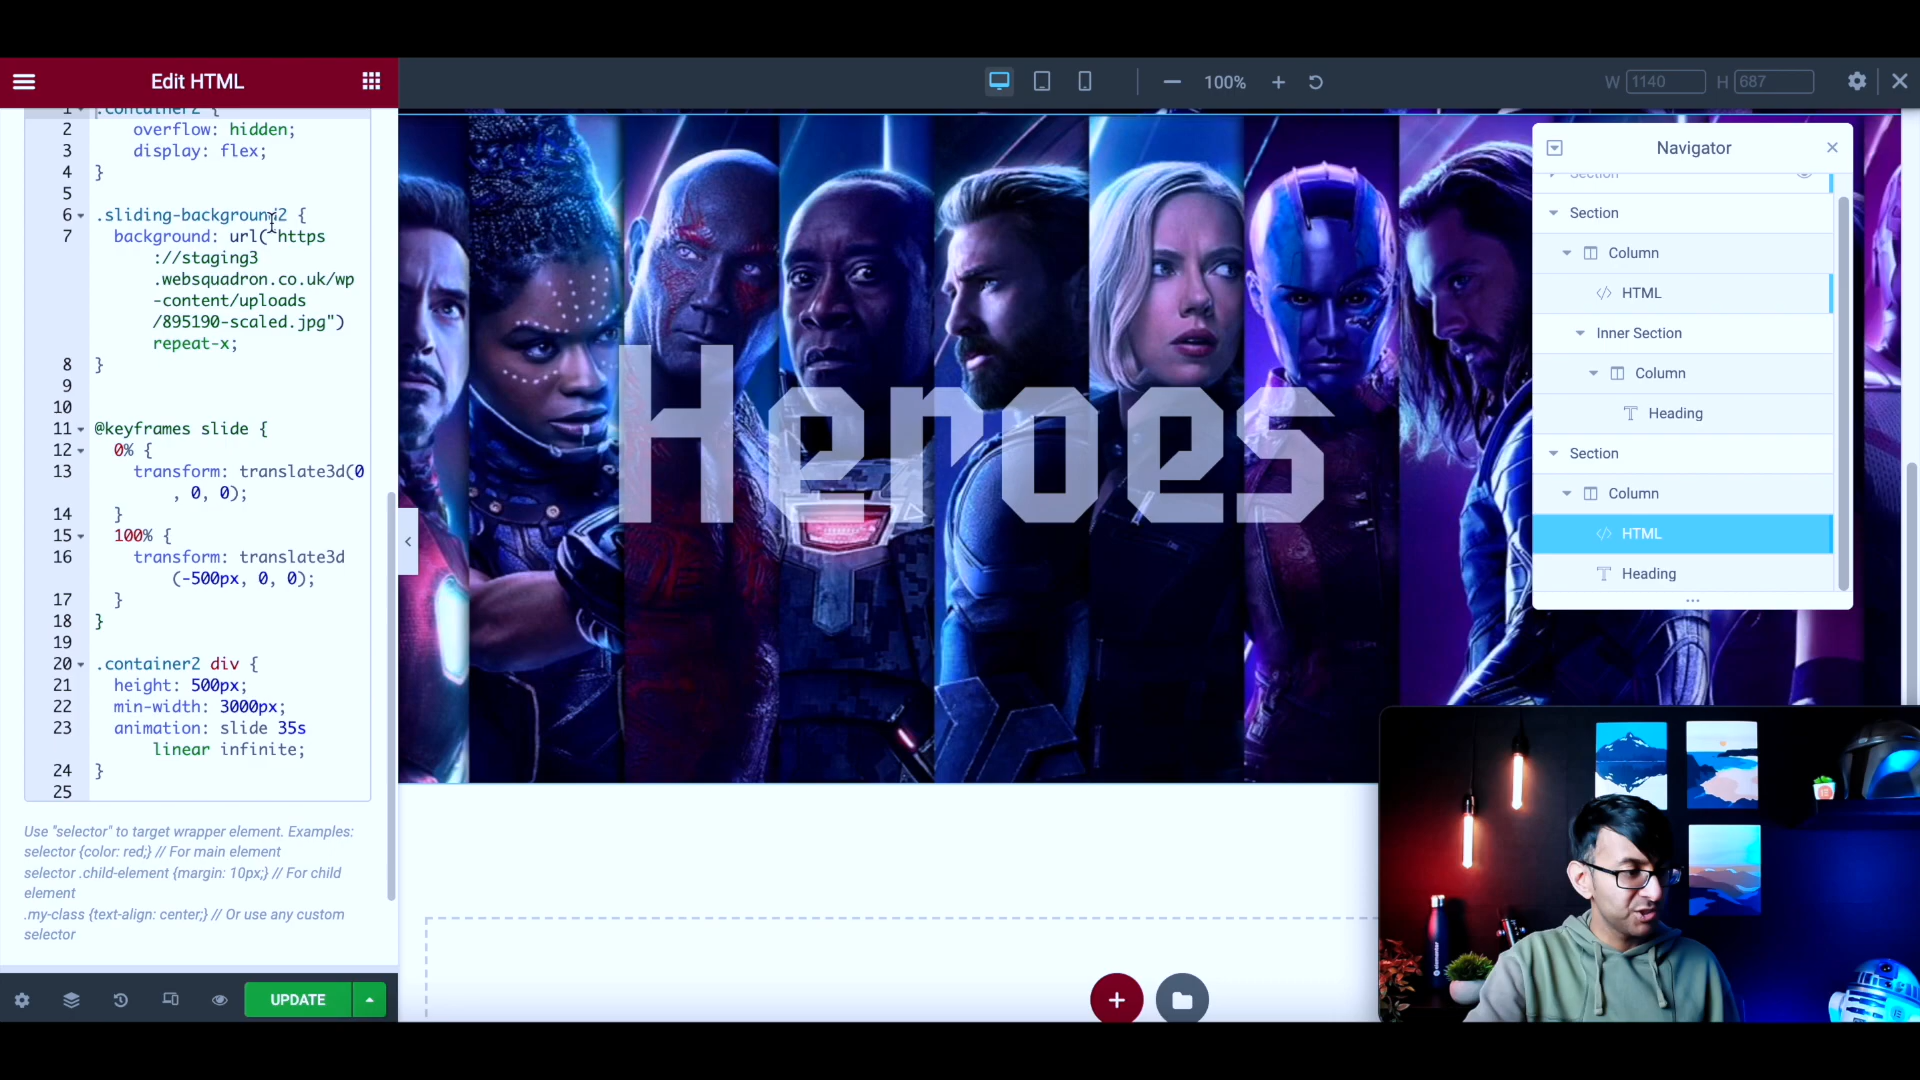 Edit HTML
100%
W 1140
H 687
1 .container2 {
2 overflow: hidden;
3 display: flex;
4 }
5
6 .sliding-background2 {
7 background: url("https
://staging3
.websquadron.co.uk/wp
-content/uploads
/895190-scaled.jpg")
repeat-x;
8 }
9
10
11 @keyframes slide {
12 0% {
13 transform: translate3d(0
, 0, 0);
14 }
15 100% {
16 transform: translate3d
(-500px, 0, 0);
17 }
18 }
19
20 .container2 div {
21 height: 500px;
22 min-width: 3000px;
23 animation: slide 35s
linear infinite;
24 }
25
Use "selector" to target wrapper element. Examples:
selector {color: red;} // For main element
selector .child-element {margin: 10px;} // For child
element
.my-class {text-align: center;} // Or use any custom
selector
UPDATE
Heroes
Navigator
Section
Section
Column
</> HTML
Inner Section
Column
Heading
Section
Column
</> HTML
Heading